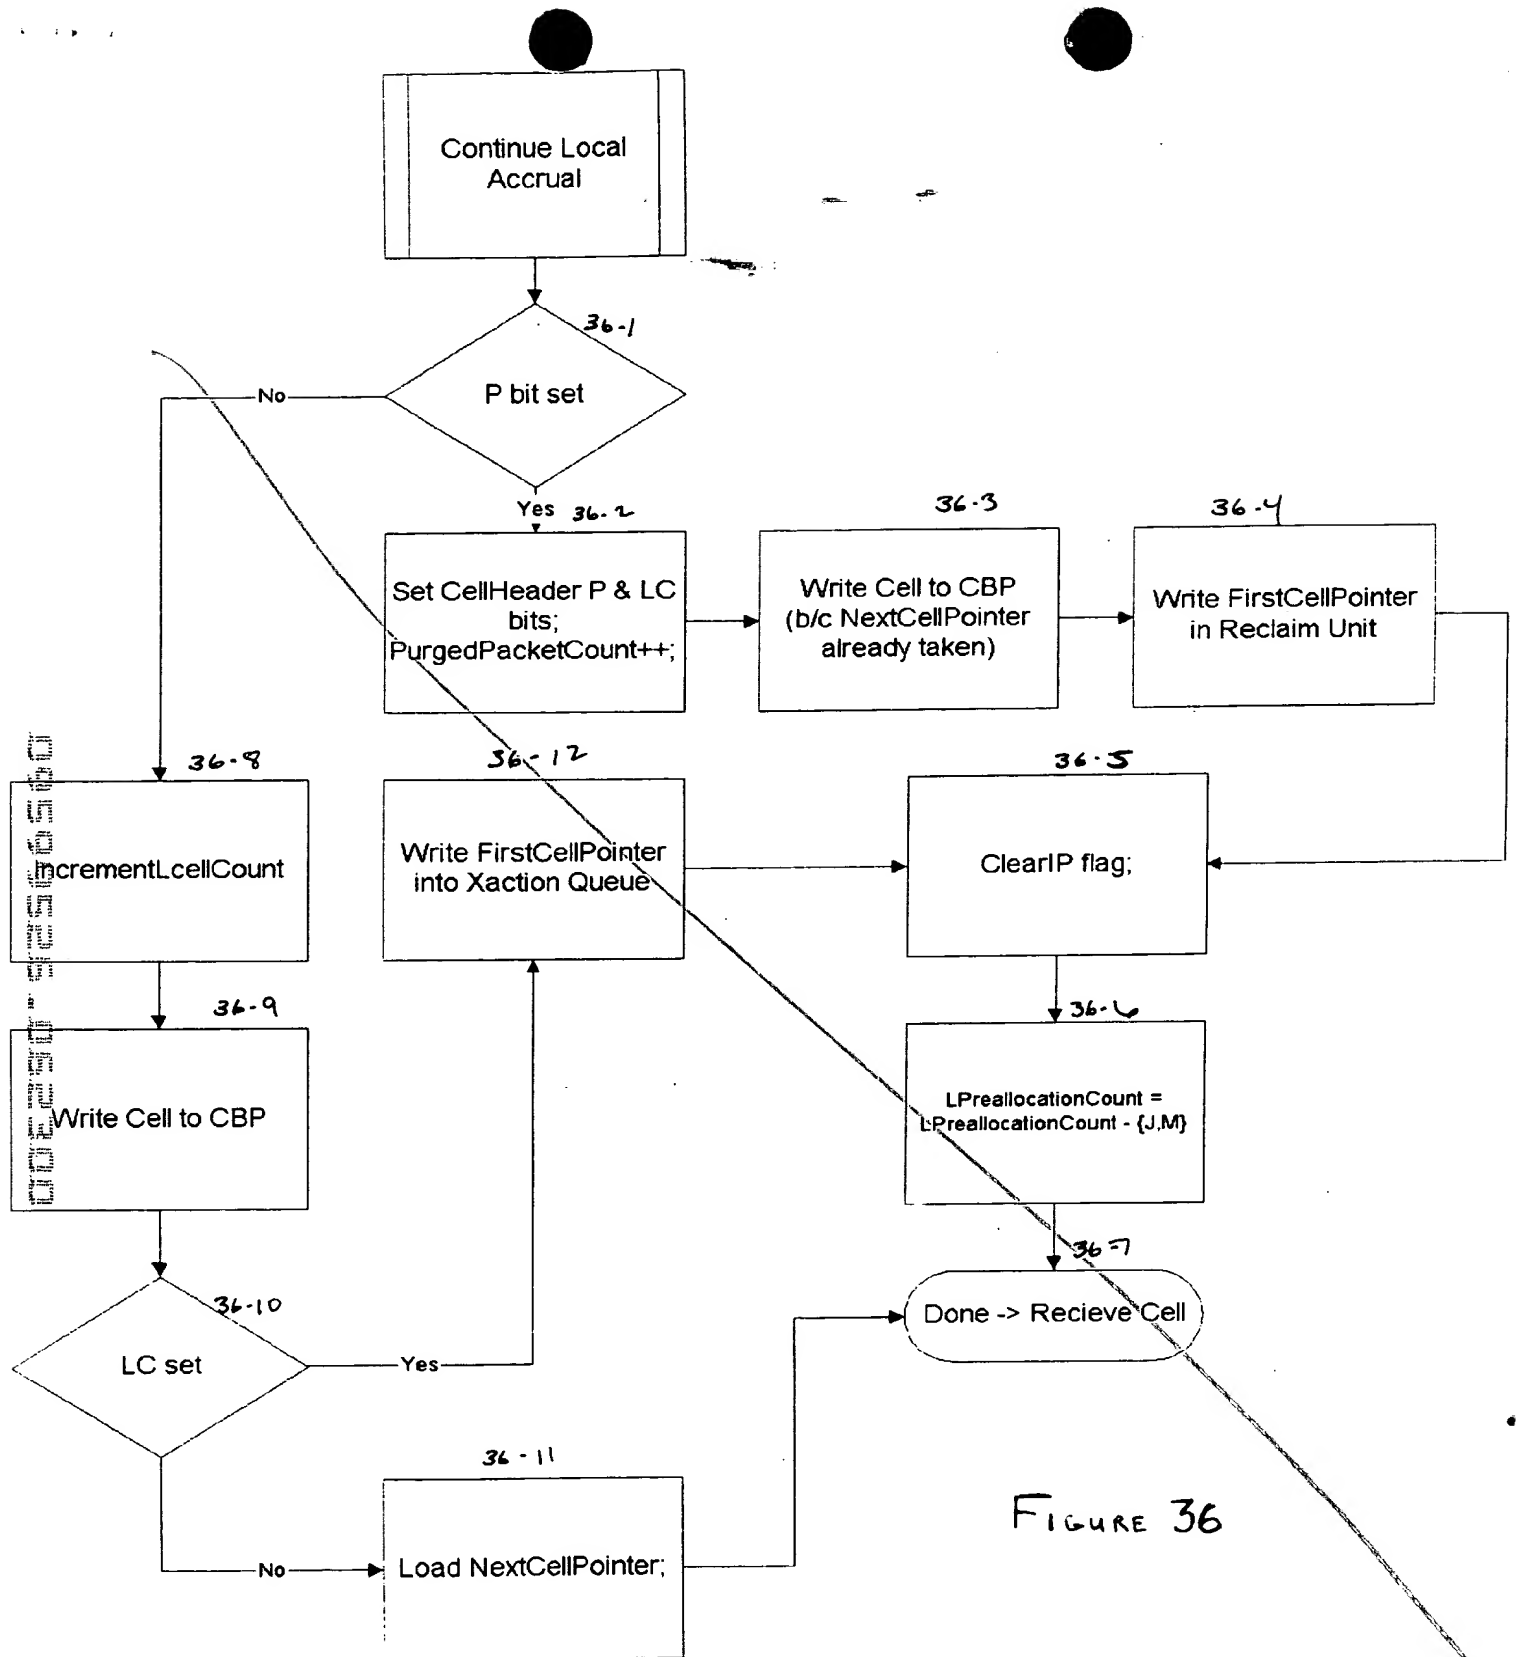 Continue Local
Accrual
36-1
P bit set
No
Yes
36-2
Set CellHeader P & LC
bits;
PurgedPacketCount++;
36-3
Write Cell to CBP
(b/c NextCellPointer
already taken)
36-4
Write FirstCellPointer
in Reclaim Unit
36-8
IncrementLcellCount
36-12
Write FirstCellPointer
into Xaction Queue
36-5
ClearIP flag;
36-9
Write Cell to CBP
36-6
LPreallocationCount =
LPreallocationCount - {J,M}
36-7
Done -> Recieve Cell
36-10
LC set
Yes
No
36-11
Load NextCellPointer;
FIGURE 36